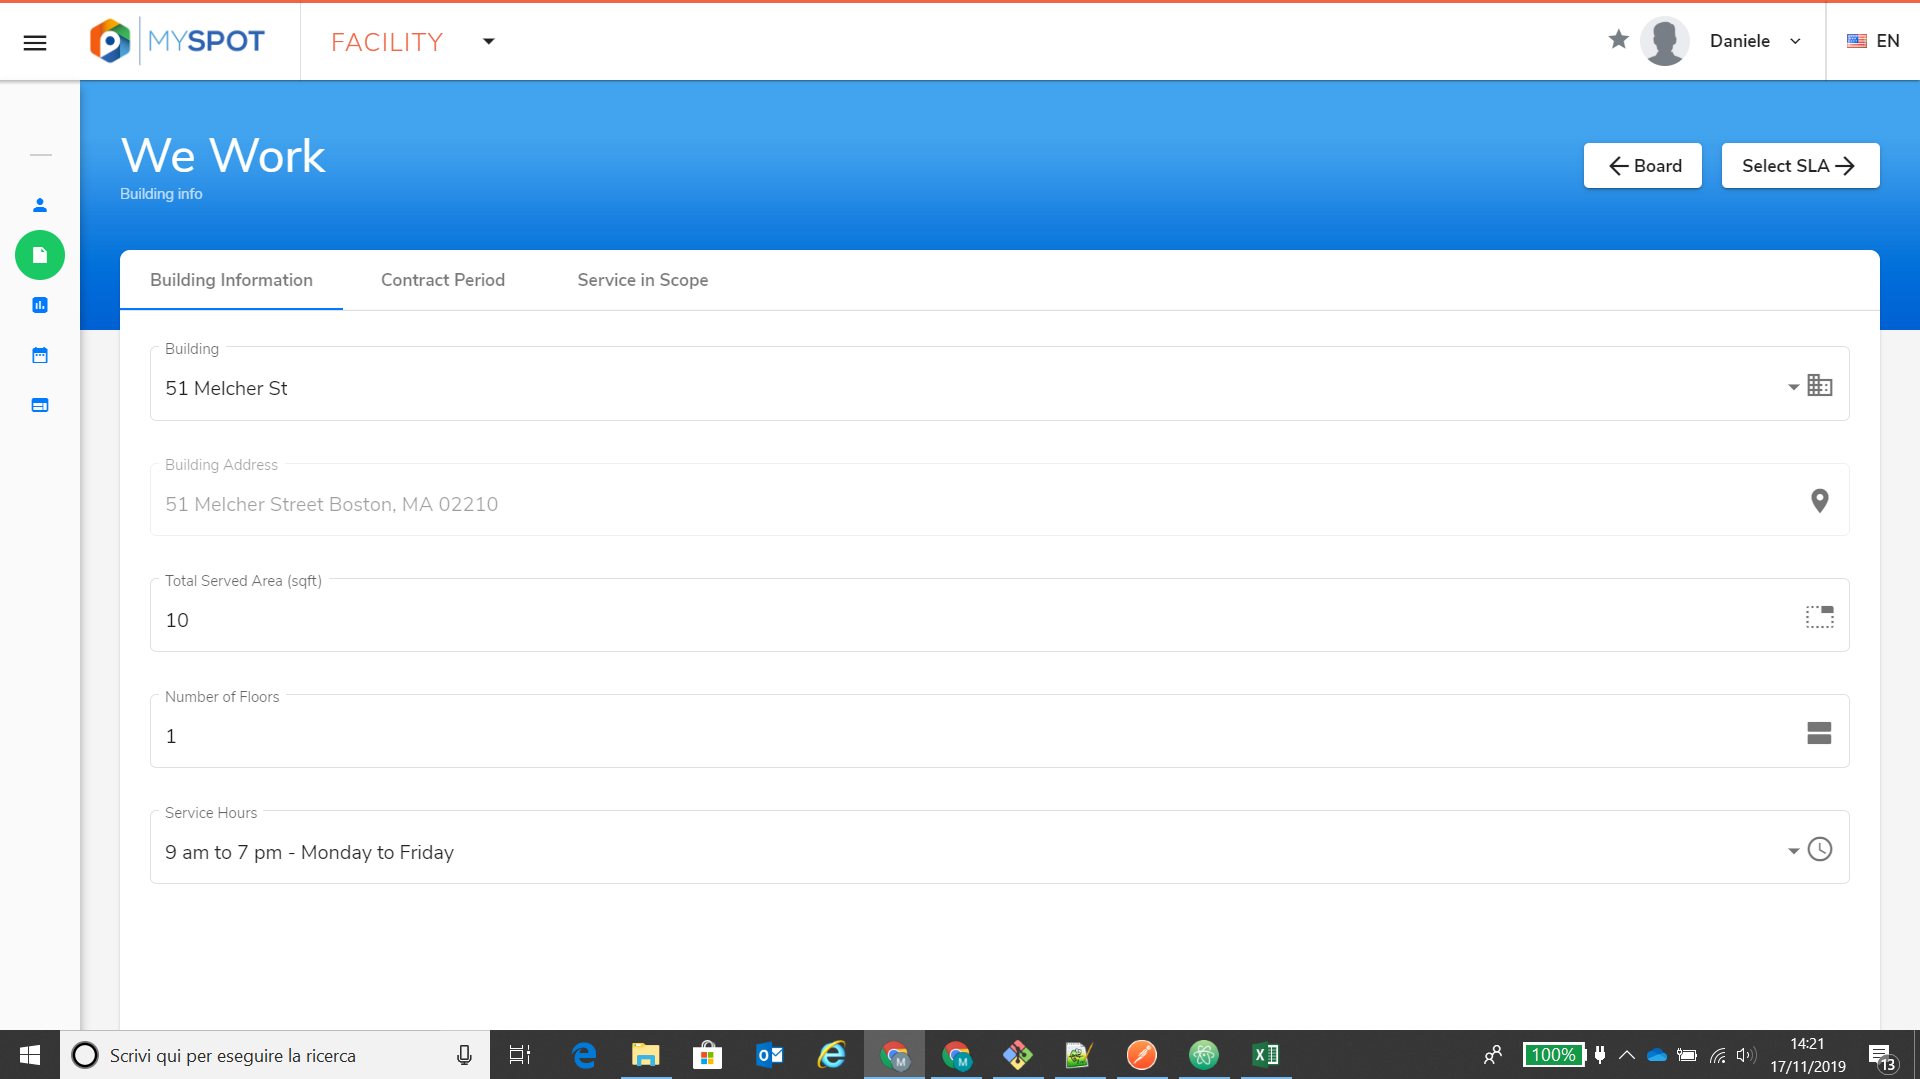 MYSPOT
FACILITY
Daniele
EN
We Work
Building info
Board
Select SLA
Building Information
Contract Period
Service in Scope
Building
51 Melcher St
Building Address
51 Melcher Street Boston, MA 02210
Total Served Area (sqft)
10
Number of Floors
1
Service Hours
9 am to 7 pm - Monday to Friday
Scrivi qui per eseguire la ricerca
100%
14:21
17/11/2019
13